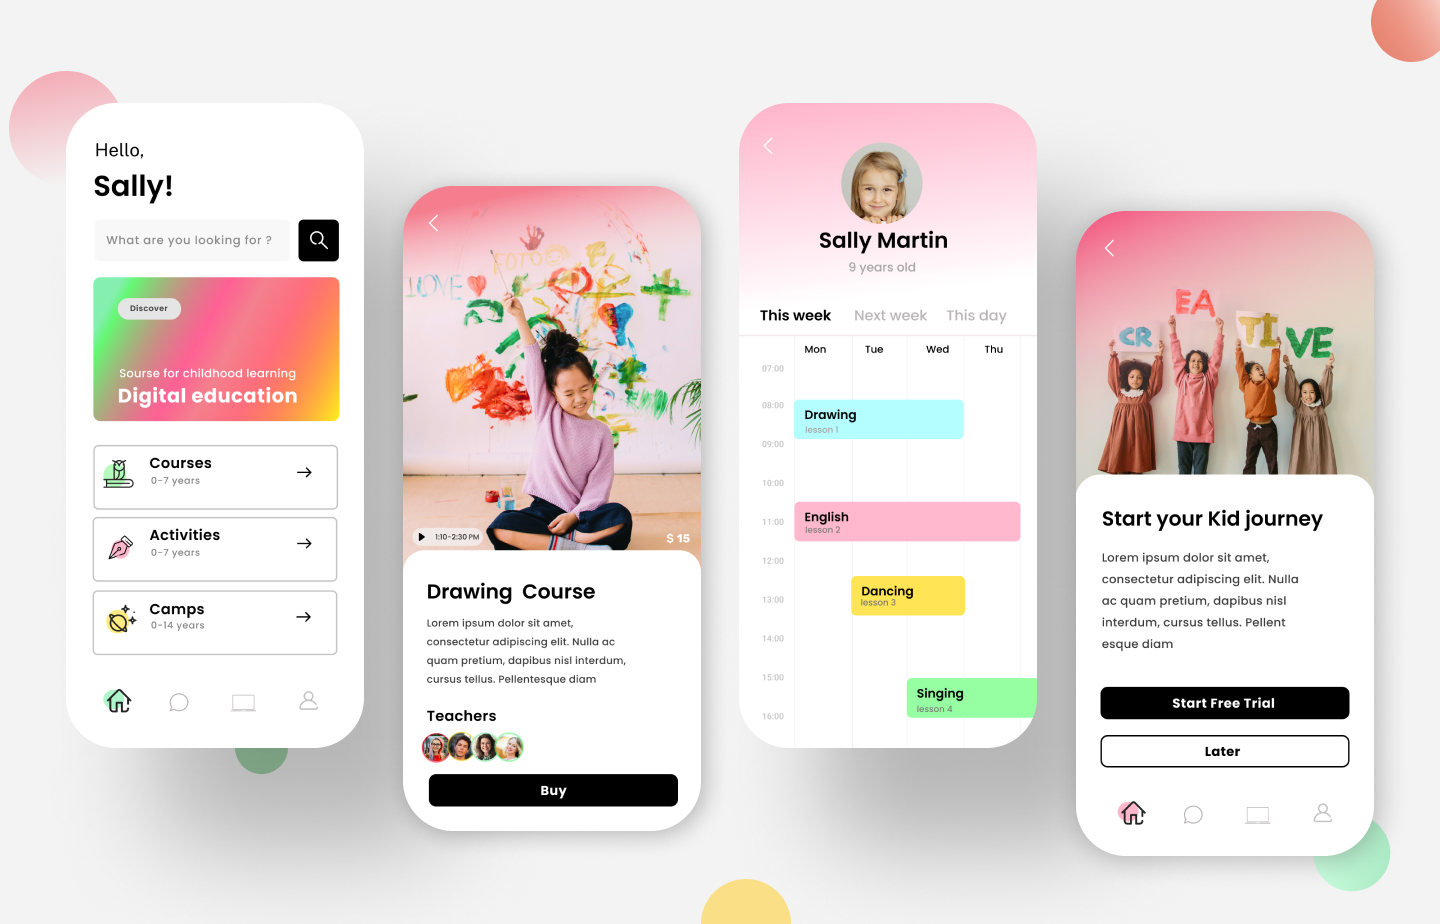 Hello,
Sally!
What are you looking for ?
Discover
Sourse for childhood learning
Digital education
Courses
0-7 years
Activities
0-7 years
Camps
0-14 years
LOVE
1:10-2:30 PM
$ 15
Drawing Course
Lorem ipsum dolor sit amet,
consectetur adipiscing elit. Nulla ac
quam pretium, dapibus nisl interdum,
cursus tellus. Pellentesque diam
Teachers
Buy
Sally Martin
9 years old
This week Next week This day
Mon Tue Wed Thu
07:00
08:00
Drawing
lesson 1
09:00
10:00
English
lesson 2
11:00
12:00
Dancing
lesson 3
13:00
14:00
15:00
Singing
lesson 4
16:00
CR EA TI VE
Start your Kid journey
Lorem ipsum dolor sit amet,
consectetur adipiscing elit. Nulla
ac quam pretium, dapibus nisl
interdum, cursus tellus. Pellent
esque diam
Start Free Trial
Later